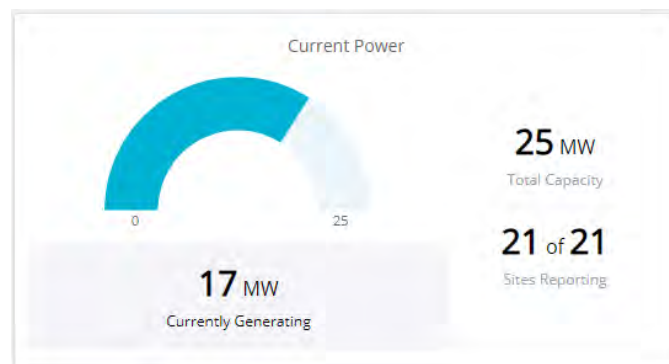 Current Power
0
25
17 MW
Currently Generating
25 MW
Total Capacity
21 of 21
Sites Reporting